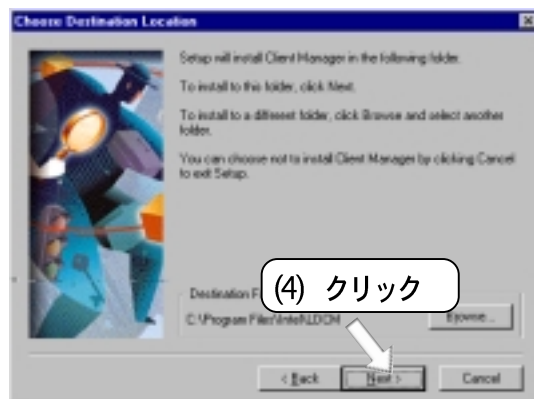 Choose Destination Location
Setup will install Client Manager in the following folder.
To install to this folder, click Next.
To install to a different folder, click Browse and select another
folder.
You can choose not to install Client Manager by clicking Cancel
to exit Setup.
(4) クリック
Destination F
C:\Program Files\Intel\LDCM
Browse...
< Back
Next >
Cancel